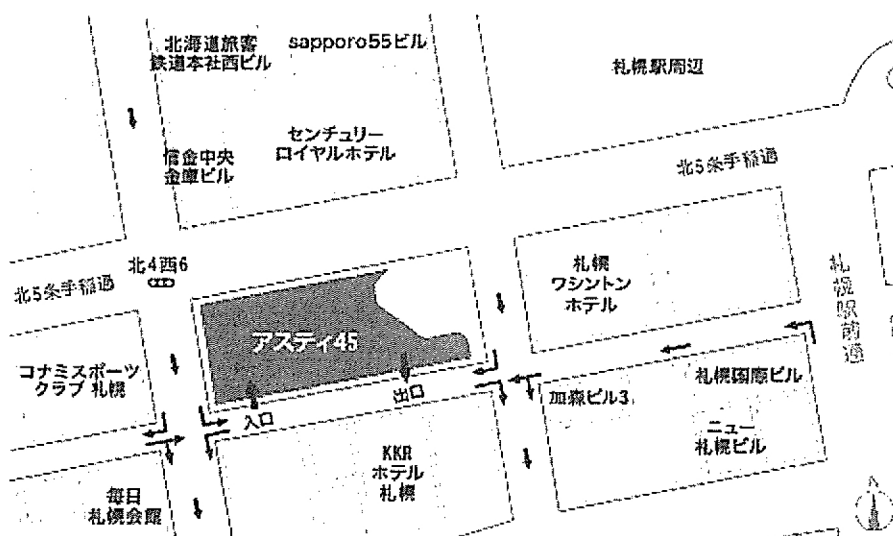 北海道旅客
鉄道本社西ビル
sapporo55ビル
札幌駅周辺
信金中央
金庫ビル
センチュリー
ロイヤルホテル
北5条手稲通
北4西6
北5条手稲通
札幌
ワシントン
ホテル
札幌駅前通
アスティ45
コナミスポーツ
クラブ 札幌
入口
出口
加森ビル3
札幌国際ビル
ニュー
札幌ビル
KKR
ホテル
札幌
毎日
札幌会館
N